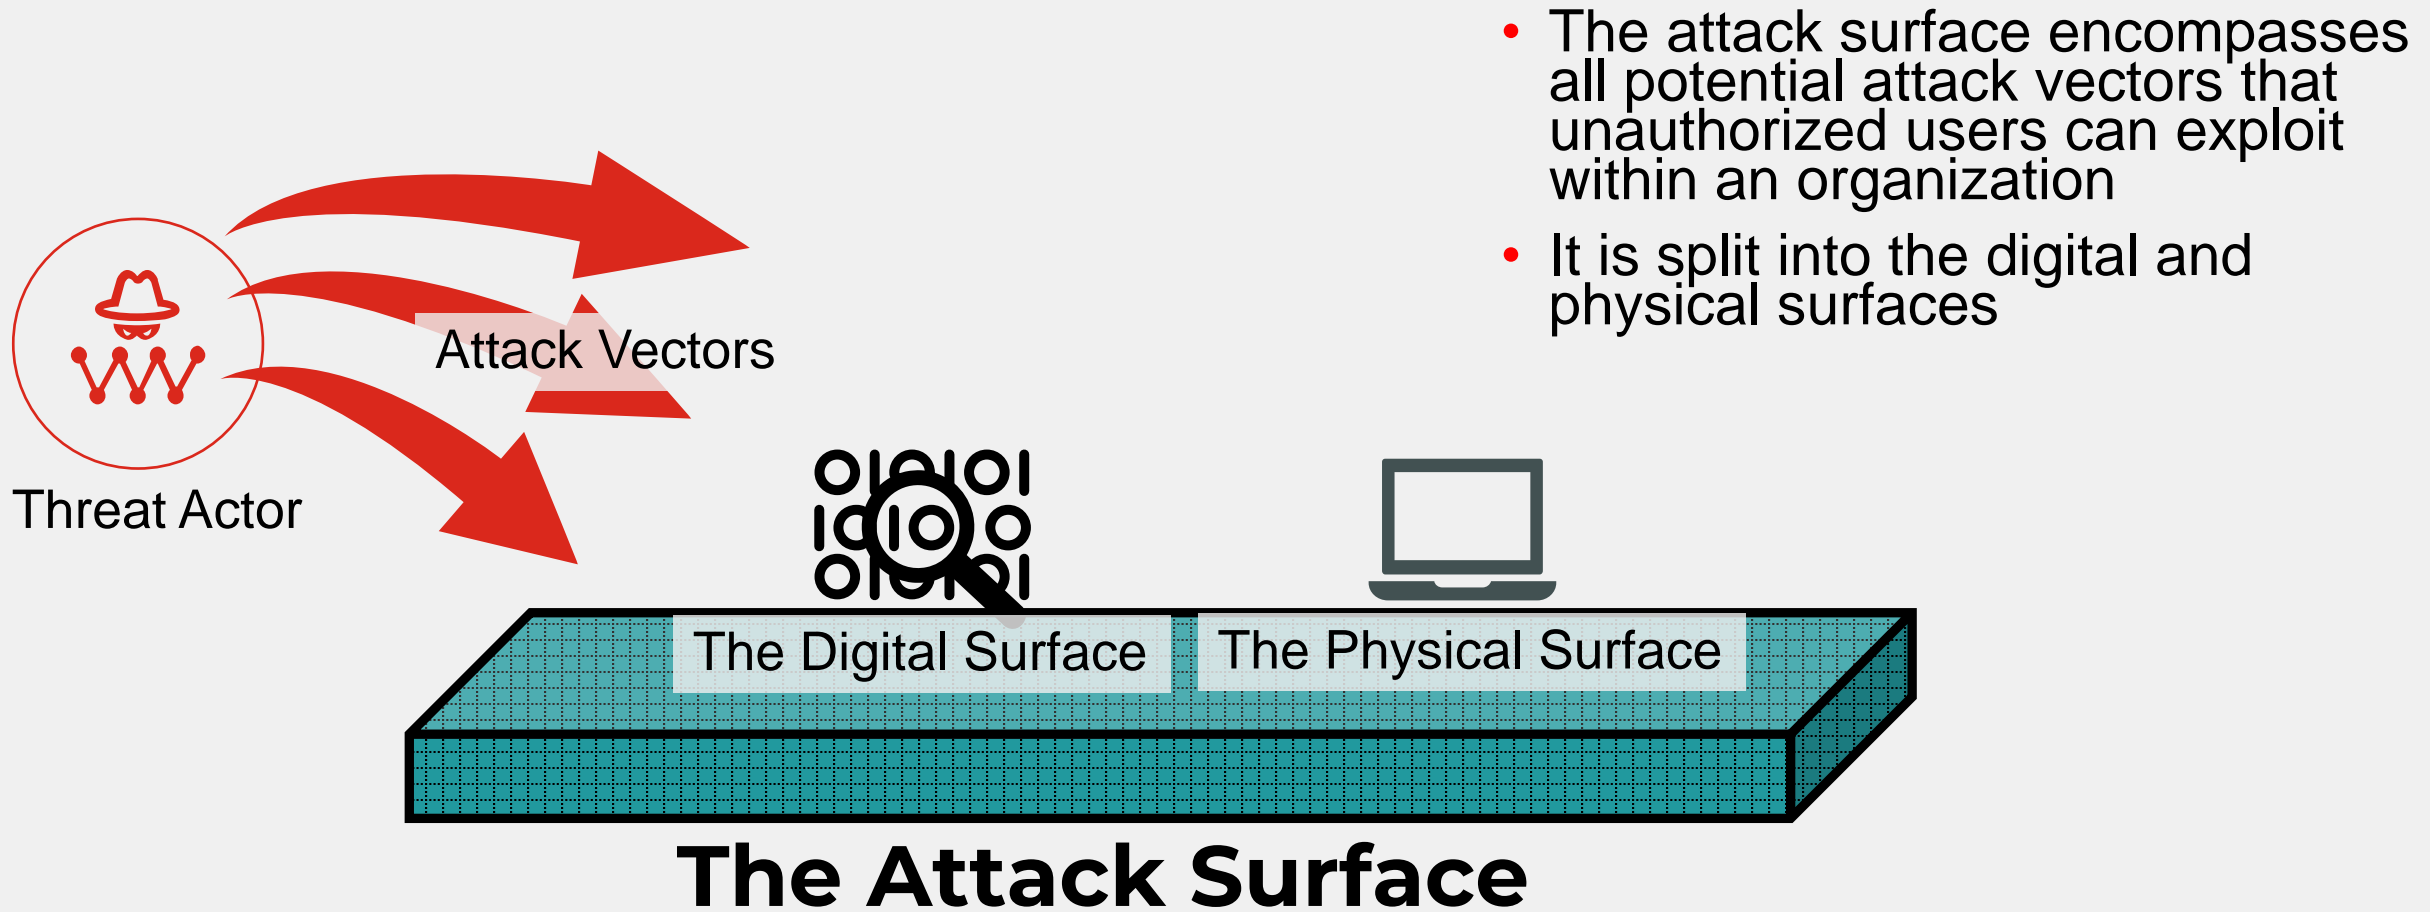 • The attack surface encompasses
all potential attack vectors that
unauthorized users can exploit
within an organization
• It is split into the digital and
physical surfaces
Attack Vectors
Threat Actor
The Digital Surface
The Physical Surface
The Attack Surface